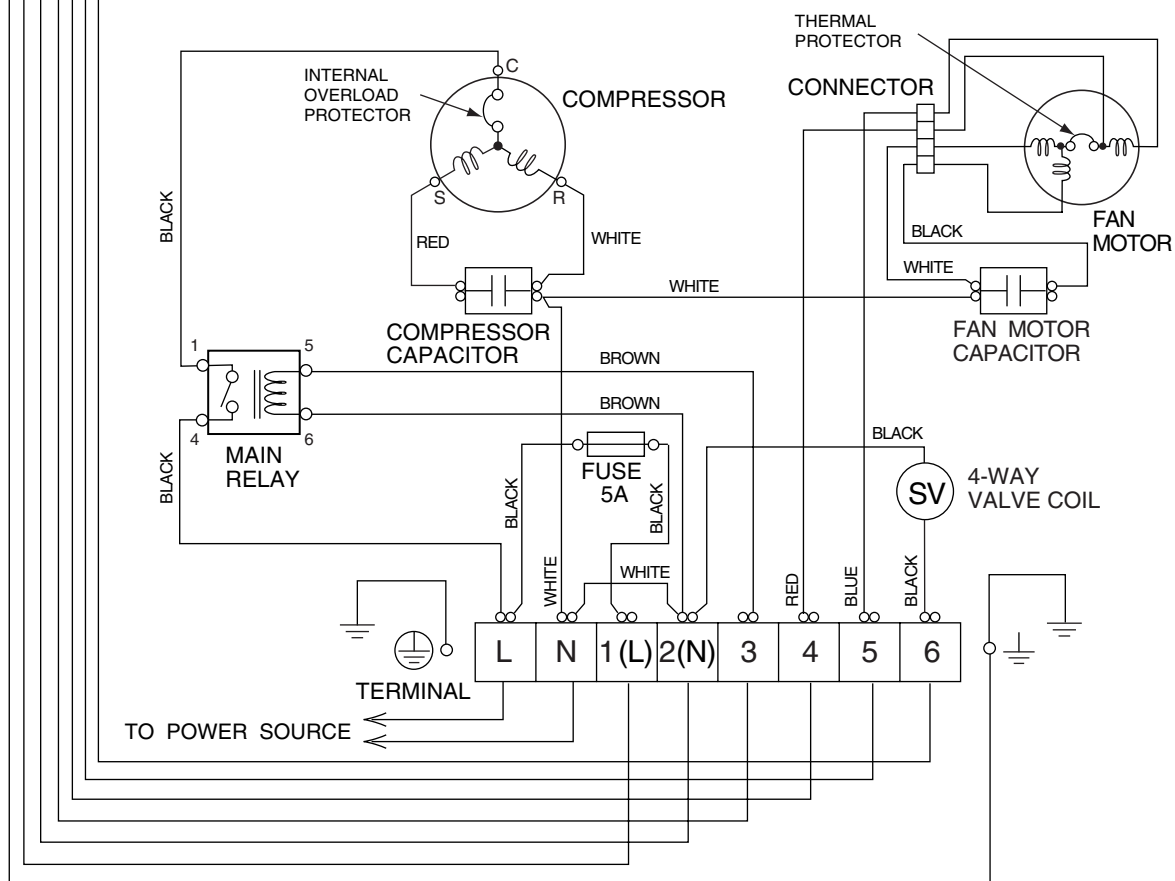 THERMAL
PROTECTOR
INTERNAL
OVERLOAD
PROTECTOR
C
COMPRESSOR
CONNECTOR
S
R
BLACK
RED
WHITE
FAN
MOTOR
BLACK
WHITE
WHITE
COMPRESSOR
CAPACITOR
FAN MOTOR
CAPACITOR
1
5
4
6
BROWN
BROWN
MAIN
RELAY
BLACK
FUSE
5A
BLACK
BLACK
BLACK
SV
4-WAY
VALVE COIL
WHITE
WHITE
RED
BLUE
BLACK
L
N
1(L)
2(N)
3
4
5
6
TERMINAL
TO POWER SOURCE